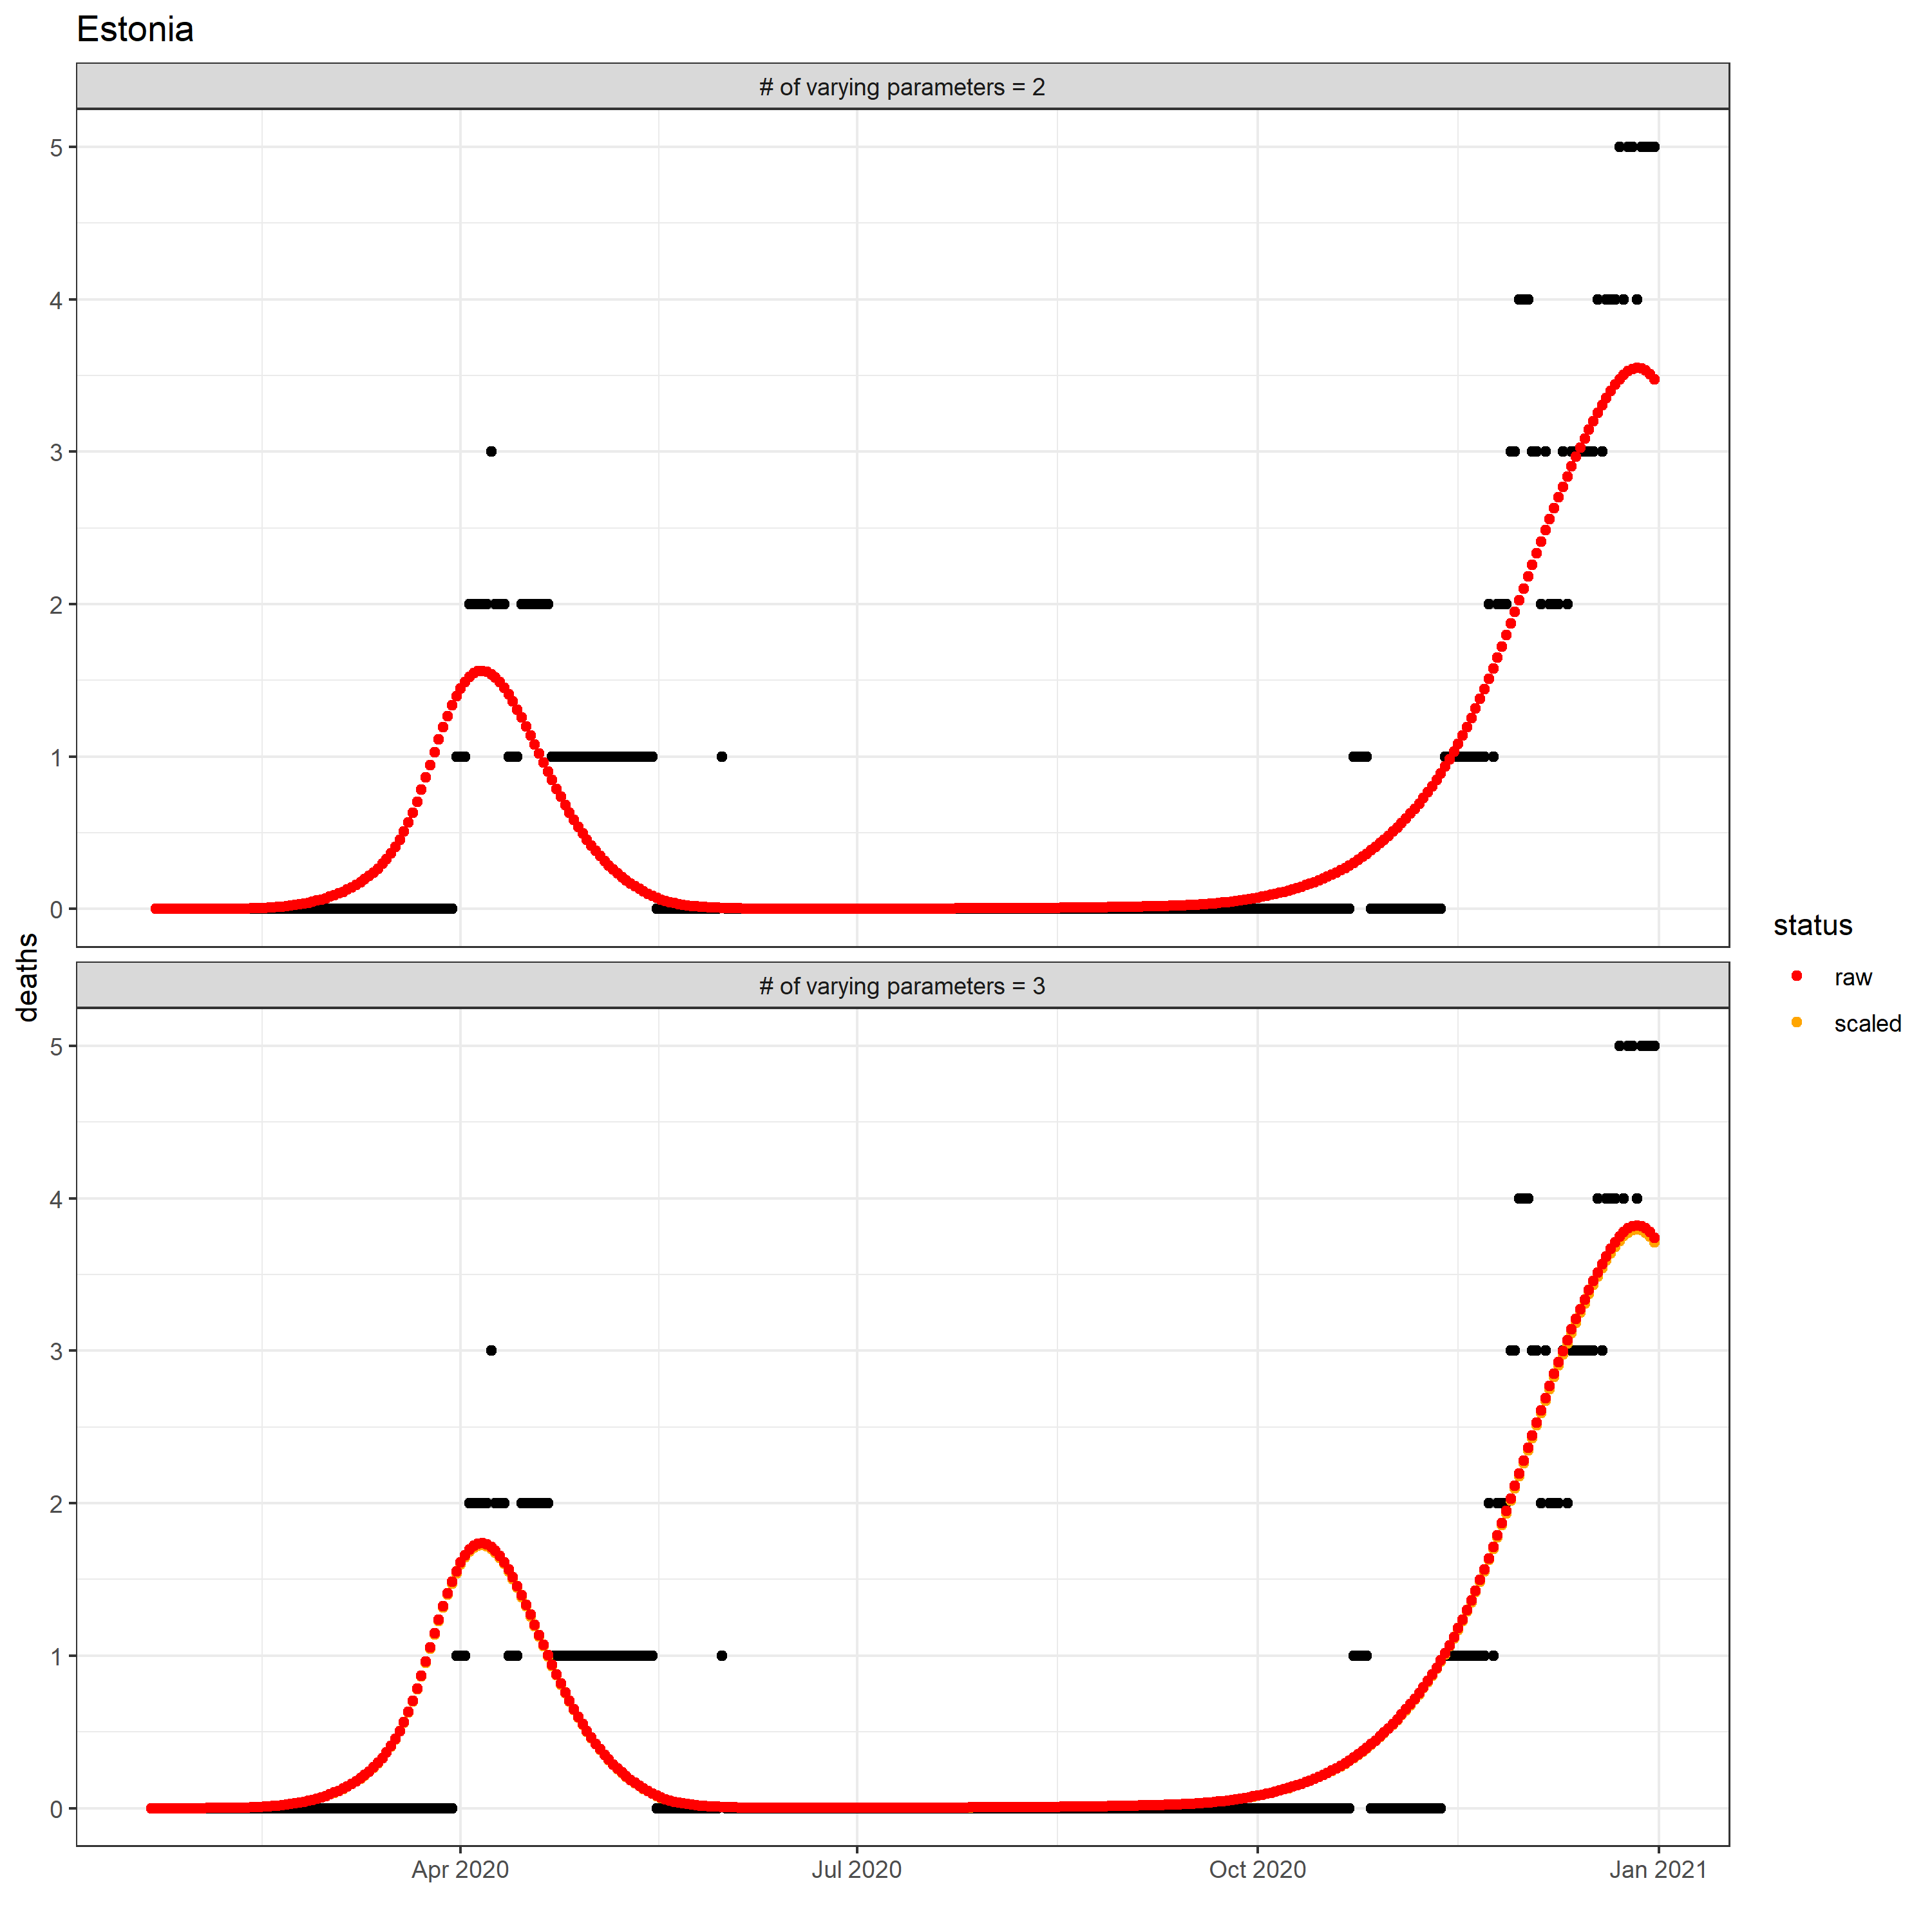 Estonia
# of varying parameters = 2
5
4
3
2
1
0
# of varying parameters = 3
5
4
3
2
1
0
deaths
Apr 2020
Jul 2020
Oct 2020
Jan 2021
status
raw
scaled